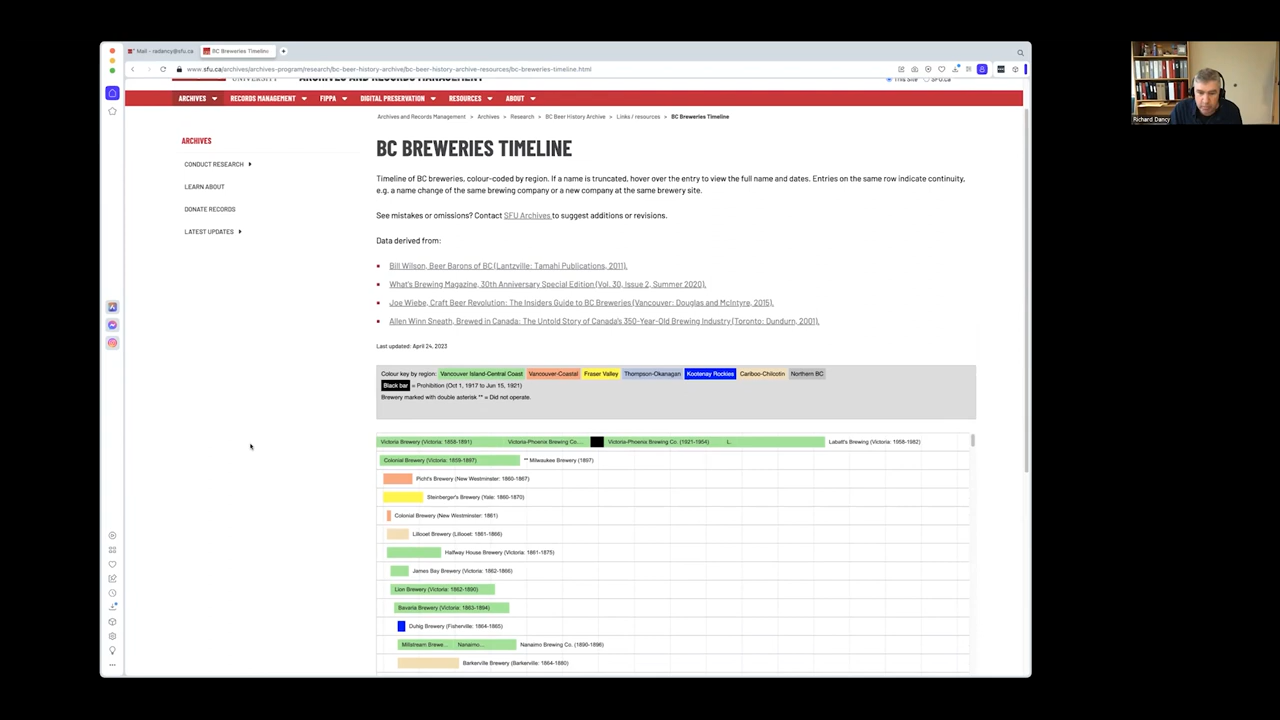 Mail - radancy@sfu.ca
BC Breweries Timeline
www.sfu.ca/archives/archives-program/research/bc-beer-history-archive/bc-beer-history-archive-resources/bc-breweries-timeline.html
UNIVERSITY ARCHIVES AND RECORDS MANAGEMENT
This Site SFU.ca
ARCHIVES RECORDS MANAGEMENT FIPPA DIGITAL PRESERVATION RESOURCES ABOUT
Archives and Records Management > Archives > Research > BC Beer History Archive > Links / resources > BC Breweries Timeline
Richard Dancy
ARCHIVES
CONDUCT RESEARCH
LEARN ABOUT
DONATE RECORDS
LATEST UPDATES
BC BREWERIES TIMELINE
Timeline of BC breweries, colour-coded by region. If a name is truncated, hover over the entry to view the full name and dates. Entries on the same row indicate continuity,
e.g. a name change of the same brewing company or a new company at the same brewery site.
See mistakes or omissions? Contact SFU Archives to suggest additions or revisions.
Data derived from:
Bill Wilson, Beer Barons of BC (Lantzville: Tamahi Publications, 2011).
What's Brewing Magazine, 30th Anniversary Special Edition (Vol. 30, Issue 2, Summer 2020).
Joe Wiebe, Craft Beer Revolution: The Insiders Guide to BC Breweries (Vancouver: Douglas and McIntyre, 2015).
Allen Winn Sneath, Brewed in Canada: The Untold Story of Canada's 350-Year-Old Brewing Industry (Toronto: Dundurn, 2001).
Last updated: April 24, 2023
Colour key by region: Vancouver Island-Central Coast Vancouver-Coastal Fraser Valley Thompson-Okanagan Kootenay Rockies Cariboo-Chilcotin Northern BC
Black bar = Prohibition (Oct 1, 1917 to Jun 15, 1921)
Brewery marked with double asterisk ** = Did not operate.
Victoria Brewery (Victoria: 1858-1891) Victoria-Phoenix Brewing Co.... Victoria-Phoenix Brewing Co. (1921-1954) L. Labatt's Brewing (Victoria: 1958-1982)
Colonial Brewery (Victoria: 1859-1897) ** Milwaukee Brewery (1897)
Picht's Brewery (New Westminster: 1860-1867)
Steinberger's Brewery (Yale: 1860-1870)
Colonial Brewery (New Westminster: 1861)
Lillooet Brewery (Lillooet: 1861-1866)
Halfway House Brewery (Victoria: 1861-1875)
James Bay Brewery (Victoria: 1862-1866)
Lion Brewery (Victoria: 1862-1890)
Bavaria Brewery (Victoria: 1863-1894)
Duhig Brewery (Fisherville: 1864-1865)
Millstream Brewe... Nanaimo... Nanaimo Brewing Co. (1890-1896)
Barkerville Brewery (Barkerville: 1864-1880)